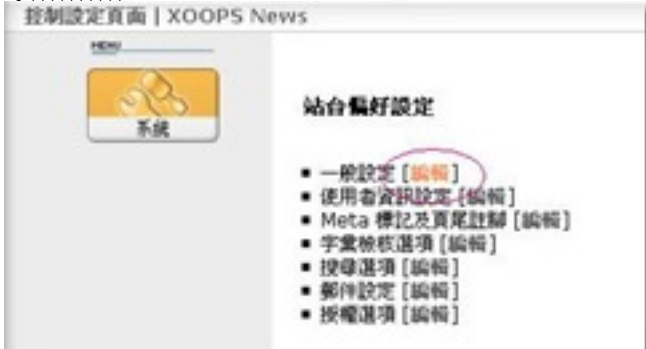 控制設定頁面 | XOOPS News
MENU
系統
站台偏好設定
一般設定 [編輯]
使用者資訊設定 [編輯]
Meta 標記及頁尾註腳 [編輯]
字彙檢核選項 [編輯]
搜尋選項 [編輯]
郵件設定 [編輯]
授權選項 [編輯]